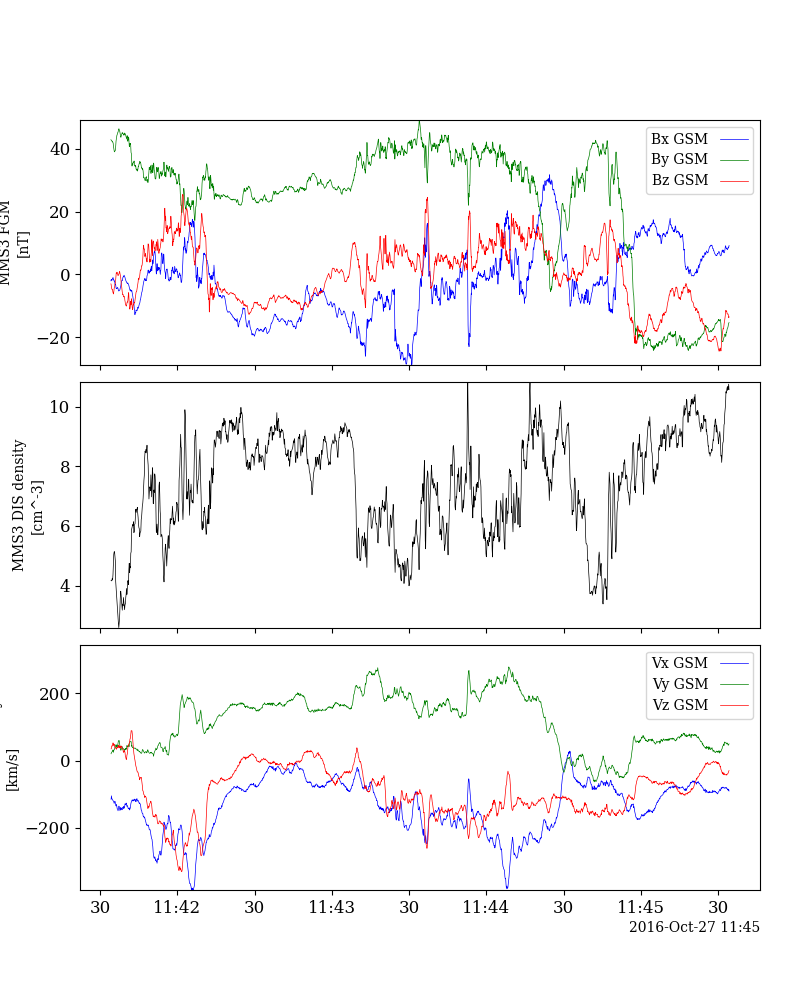 MMS3 FGM
[nT]
40
20
0
−20
Bx GSM
By GSM
Bz GSM
MMS3 DIS density
[cm^-3]
10
8
6
4
[km/s]
200
0
−200
Vx GSM
Vy GSM
Vz GSM
30 11:42 30 11:43 30 11:44 30 11:45 30
2016-Oct-27 11:45